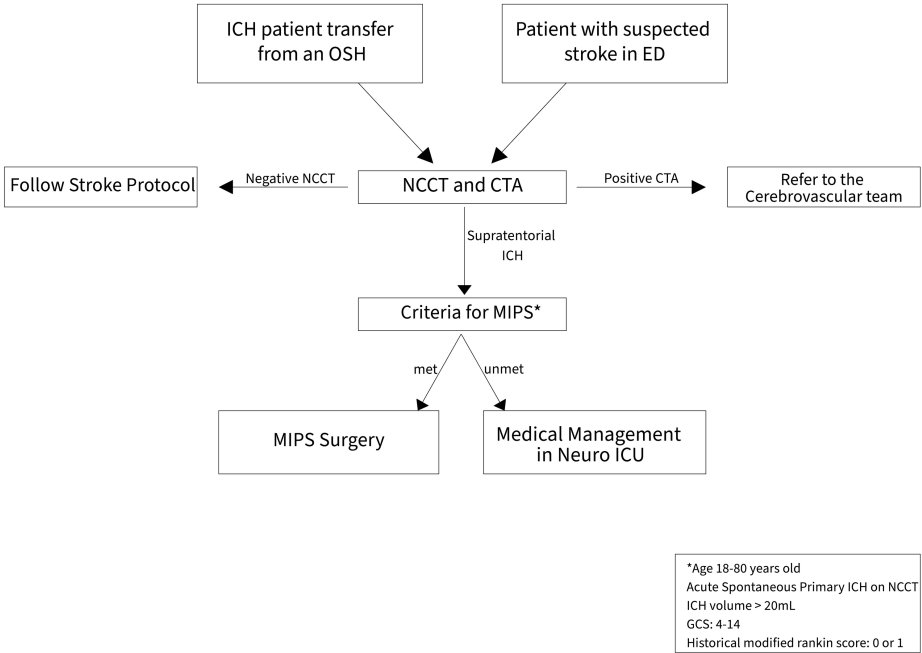 ICH patient transfer
from an OSH
Patient with suspected
stroke in ED
Follow Stroke Protocol
Negative NCCT
NCCT and CTA
Positive CTA
Refer to the
Cerebrovascular team
Supratentorial
ICH
Criteria for MIPS*
met
unmet
MIPS Surgery
Medical Management
in Neuro ICU
*Age 18-80 years old
Acute Spontaneous Primary ICH on NCCT
ICH volume > 20mL
GCS: 4-14
Historical modified rankin score: 0 or 1